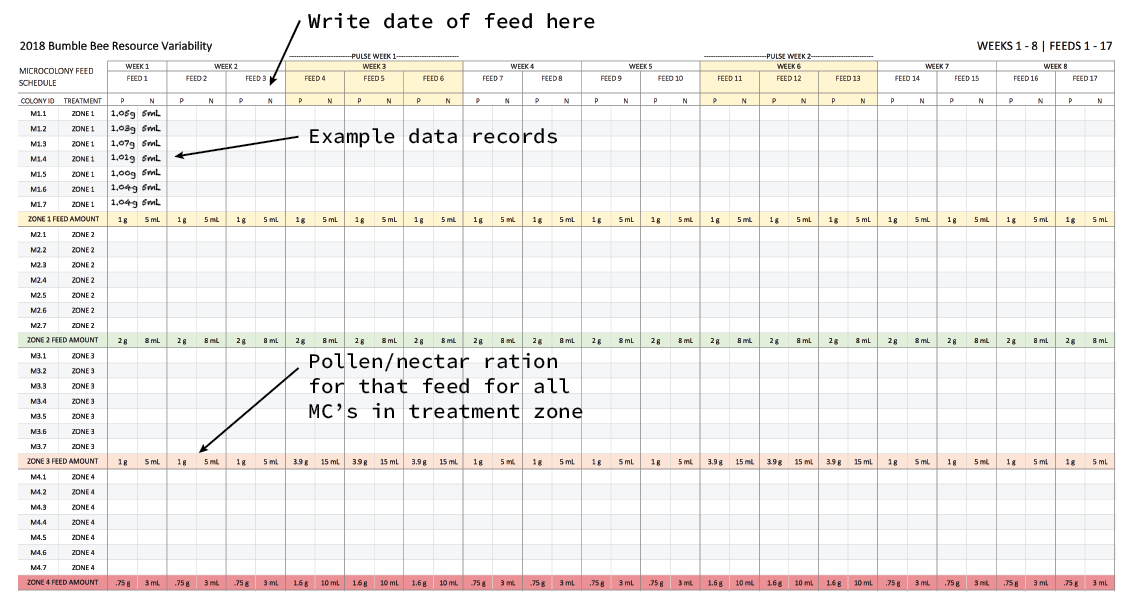 Write date of feed here
2018 Bumble Bee Resource Variability WEEKS 1 - 8 | FEEDS 1 - 17
PULSE WEEK 1 PULSE WEEK 2
MICROCOLONY FEED SCHEDULE WEEK 1 WEEK 2 WEEK 3 WEEK 4 WEEK 5 WEEK 6 WEEK 7 WEEK 8
FEED 1 FEED 2 FEED 3 FEED 4 FEED 5 FEED 6 FEED 7 FEED 8 FEED 9 FEED 10 FEED 11 FEED 12 FEED 13 FEED 14 FEED 15 FEED 16 FEED 17
COLONY ID TREATMENT P N P N P N P N P N P N P N P N P N P N P N P N P N P N P N P N P N
M1.1 ZONE 1 1.05g 5mL
M1.2 ZONE 1 1.03g 5mL
Example data records
M1.3 ZONE 1 1.07g 5mL
M1.4 ZONE 1 1.01g 5mL
M1.5 ZONE 1 1.00g 5mL
M1.6 ZONE 1 1.04g 5mL
M1.7 ZONE 1 1.04g 5mL
ZONE 1 FEED AMOUNT 1 g 5 mL 1 g 5 mL 1 g 5 mL 1 g 5 mL 1 g 5 mL 1 g 5 mL 1 g 5 mL 1 g 5 mL 1 g 5 mL 1 g 5 mL 1 g 5 mL 1 g 5 mL 1 g 5 mL 1 g 5 mL 1 g 5 mL 1 g 5 mL 1 g 5 mL
M2.1 ZONE 2
M2.2 ZONE 2
M2.3 ZONE 2
M2.4 ZONE 2
M2.5 ZONE 2
M2.6 ZONE 2
M2.7 ZONE 2
ZONE 2 FEED AMOUNT 2 g 8 mL 2 g 8 mL 2 g 8 mL 2 g 8 mL 2 g 8 mL 2 g 8 mL 2 g 8 mL 2 g 8 mL 2 g 8 mL 2 g 8 mL 2 g 8 mL 2 g 8 mL 2 g 8 mL 2 g 8 mL 2 g 8 mL 2 g 8 mL 2 g 8 mL
Pollen/nectar ration
for that feed for all
MC's in treatment zone
M3.1 ZONE 3
M3.2 ZONE 3
M3.3 ZONE 3
M3.4 ZONE 3
M3.5 ZONE 3
M3.6 ZONE 3
M3.7 ZONE 3
ZONE 3 FEED AMOUNT 1 g 5 mL 1 g 5 mL 1 g 5 mL 3.9 g 15 mL 3.9 g 15 mL 3.9 g 15 mL 1 g 5 mL 1 g 5 mL 1 g 5 mL 1 g 5 mL 3.9 g 15 mL 3.9 g 15 mL 3.9 g 15 mL 1 g 5 mL 1 g 5 mL 1 g 5 mL 1 g 5 mL
M4.1 ZONE 4
M4.2 ZONE 4
M4.3 ZONE 4
M4.4 ZONE 4
M4.5 ZONE 4
M4.6 ZONE 4
M4.7 ZONE 4
ZONE 4 FEED AMOUNT .75 g 3 mL .75 g 3 mL .75 g 3 mL 1.6 g 10 mL 1.6 g 10 mL 1.6 g 10 mL .75 g 3 mL .75 g 3 mL .75 g 3 mL .75 g 3 mL 1.6 g 10 mL 1.6 g 10 mL 1.6 g 10 mL .75 g 3 mL .75 g 3 mL .75 g 3 mL .75 g 3 mL